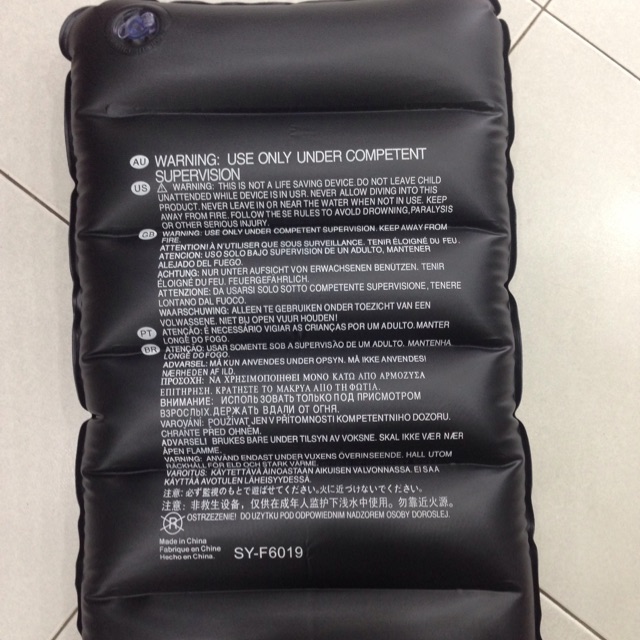 AU WARNING: USE ONLY UNDER COMPETENT
SUPERVISION
US ⚠ WARNING: THIS IS NOT A LIFE SAVING DEVICE. DO NOT LEAVE CHILD
UNATTENDED WHILE DEVICE IS IN USR. NEVER ALLOW DIVING INTO THIS
PRODUCT. NEVER LEAVE IN OR NEAR THE WATER WHEN NOT IN USE. KEEP
AWAY FROM FIRE. FOLLOW THE SE RULES TO AVOID DROWNING, PARALYSIS
OR OTHER SERIOUS INJURY.
GB WARNING: USE ONLY UNDER COMPETENT SUPERVISION. KEEP AWAY FROM
FIRE.
ATTENTION! À N'UTILISER QUE SOUS SURVEILLANCE. TENIR ÉLOIGNÉ DU FEU.
ATENCION: USO SOLO BAJO SUPERVISION DE UN ADULTO, MANTENER
ALEJADO DEL FUEGO.
ACHTUNG: NUR UNTER AUFSICHT VON ERWACHSENEN BENÜTZEN. TENIR
ÉLOIGNÉ DU FEU. FEUERGEFÄHRLICH.
ATTENZIONE: DA USARSI SOLO SOTTO COMPETENTE SUPERVISIONE, TENERE
LONTANO DAL FUOCO.
WAARSCHUWING: ALLEEN TE GEBRUIKEN ONDER TOEZICHT VAN EEN
VOLWASSENE. NIET BIJ OPEN VUUR HOUDEN!
PT ATENÇÃO: É NECESSÁRIO VIGIAR AS CRIANÇAS POR UM ADULTO. MANTER
LONGE DO FOGO.
BR ATENÇÃO: USAR SOMENTE SOB A SUPERVISÃO DE UM ADULTO. MANTENHA
LONGE DO FOGO.
ADVARSEL: MÅ KUN ANVENDES UNDER OPSYN. MÅ IKKE ANVENDES I
NÆRHEDEN AF ILD.
ΠΡΟΣΟΧΗ: ΝΑ ΧΡΗΣΙΜΟΠΟΙΗΘΕΙ ΜΟΝΟ ΚΑΤΩ ΑΠΟ ΑΡΜΟΖΥΣΑ
ΕΠΙΤΗΡΗΣΗ. ΚΡΑΤΗΣΤΕ ΤΟ ΜΑΚΡΥΑ ΑΠΟ ΤΗ ΦΩΤΙΑ.
ВНИМАНИЕ: ИСПОЛЬЗОВАТЬ ТОЛЬКО ПОД ПРИСМОТРОМ
ВЗРОСЛЫХ. ДЕРЖАТЬ ВДАЛИ ОТ ОГНЯ.
VAROVÁNÍ: POUŽÍVAT JEN V PŘÍTOMNOSTI KOMPETENTNÍHO DOZORU.
CHRAŇTE PŘED OHNĚM.
ADVARSEL! BRUKES BARE UNDER TILSYN AV VOKSNE. SKAL IKKE VÆR NÆR
ÅPEN FLAMME.
VARNING: ANVÄND ENDAST UNDER VUXENS ÖVERINSEENDE. HALL UTOM
RÄCKHÅLL FÖR ELD OCH STARK VÄRME.
VAROITUS: KÄYTETTÄVÄ AINOASTAAN AIKUISEN VALVONNASSA. EI SAA
KÄYTTÄÄ AVOTULEN LÄHEISYYDESSÄ.
注意: 必ず監視のもとで遊ばせてください。火に近づけないでください。
注意: 非救生设备，仅供在成年人监护下浅水中使用。勿靠近火源。
R OSTRZEŻENIE! DO UŻYTKU POD ODPOWIEDNIM NADZOREM OSOBY DOROSLEJ.
Made in China
Fabrique en Chine
Hecho en China.
SY-F6019